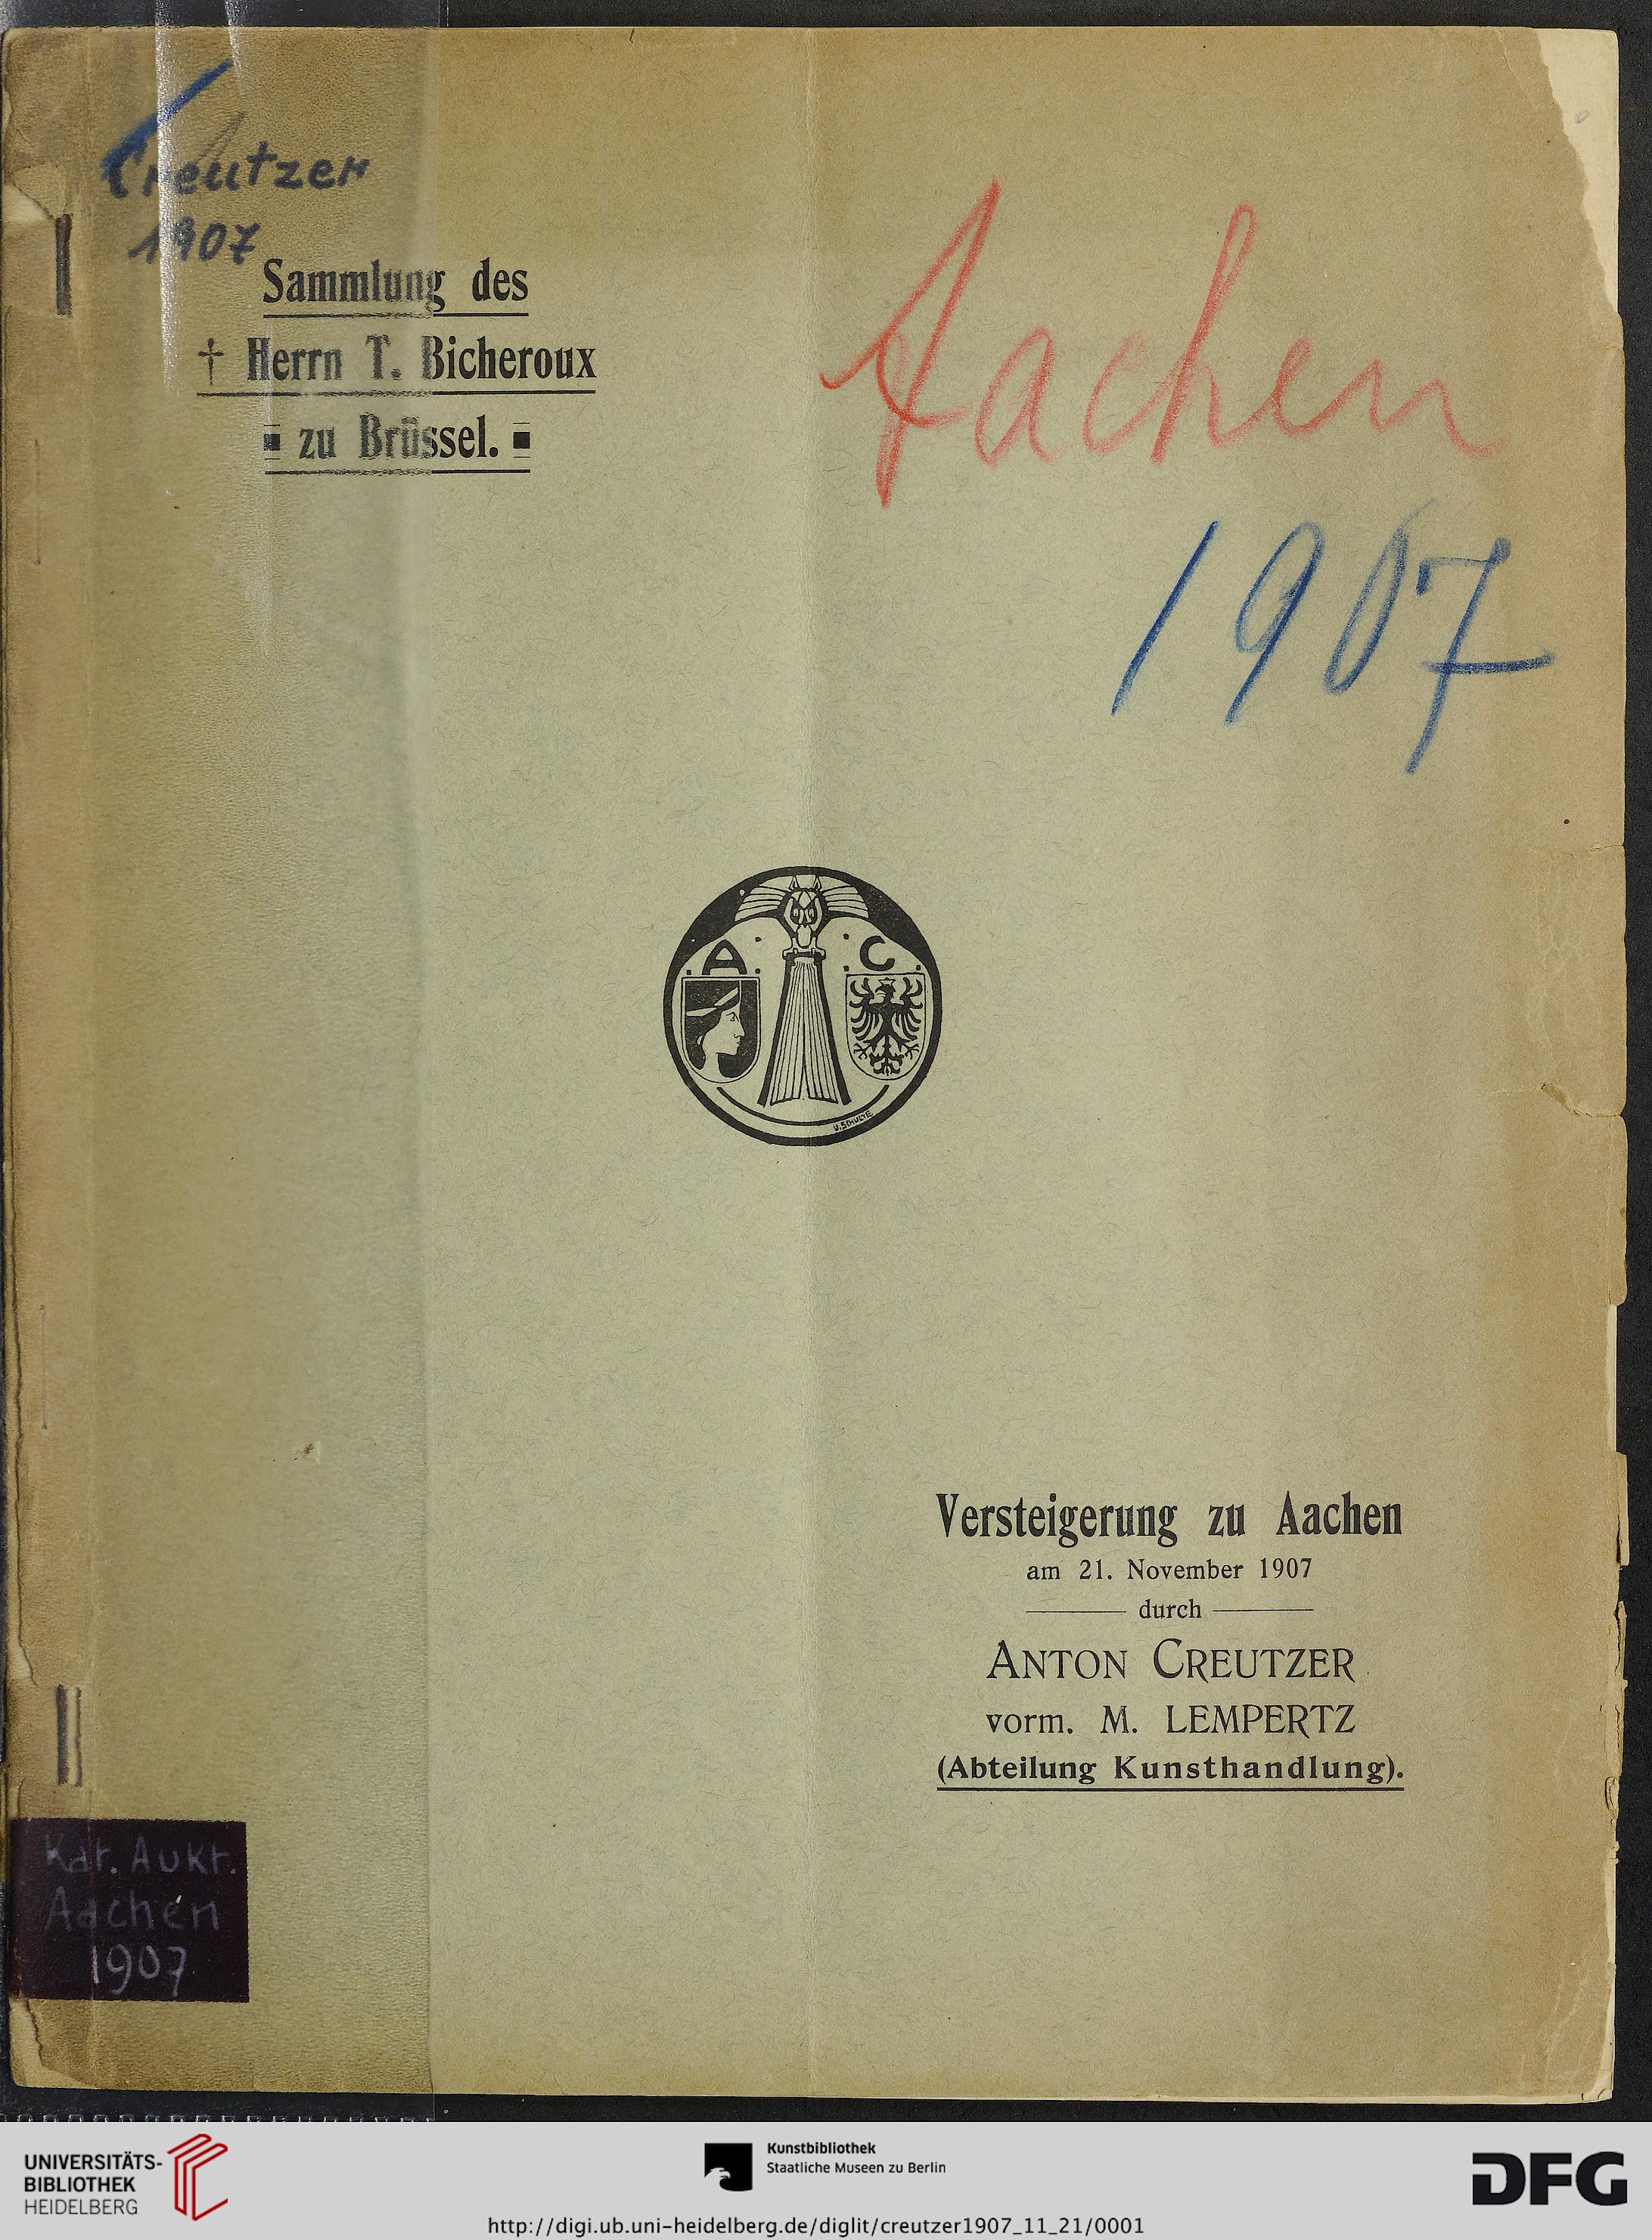 Creutzer
1907
Sammlung des
† Herrn T. Bicheroux
zu Brüssel.
Aachen
1907
A C
U. SCHULTE
Versteigerung zu Aachen
am 21. November 1907
durch
ANTON CREUTZER
vorm. M. LEMPERTZ
(Abteilung Kunsthandlung).
Kat. Aukt.
Aachen
1907
UNIVERSITÄTS-
BIBLIOTHEK
HEIDELBERG
Kunstbibliothek
Staatliche Museen zu Berlin
DFG
http://digi.ub.uni-heidelberg.de/diglit/creutzer1907_11_21/0001